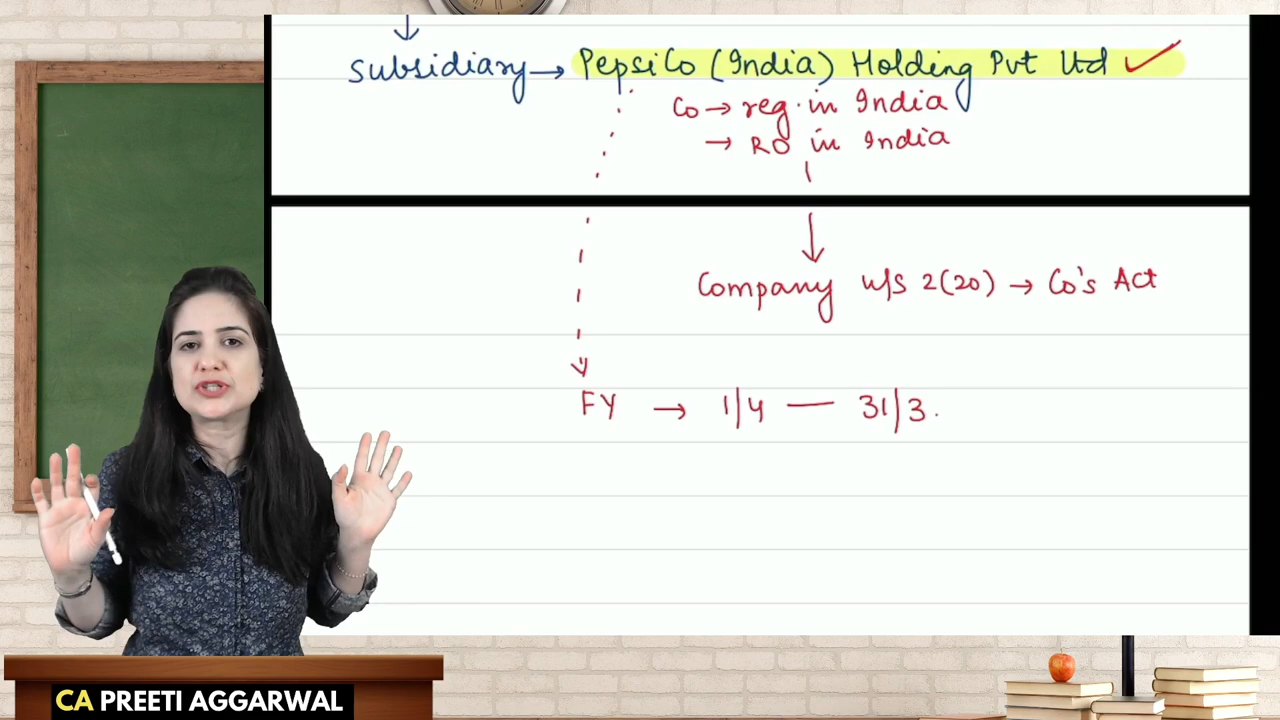 subsidiary → PepsiCo (India) Holding Pvt Ltd ✓
Co → reg. in India
→ RO in India
Company u/s 2(20) → Co's Act
FY → 1/4 — 31/3.
CA PREETI AGGARWAL